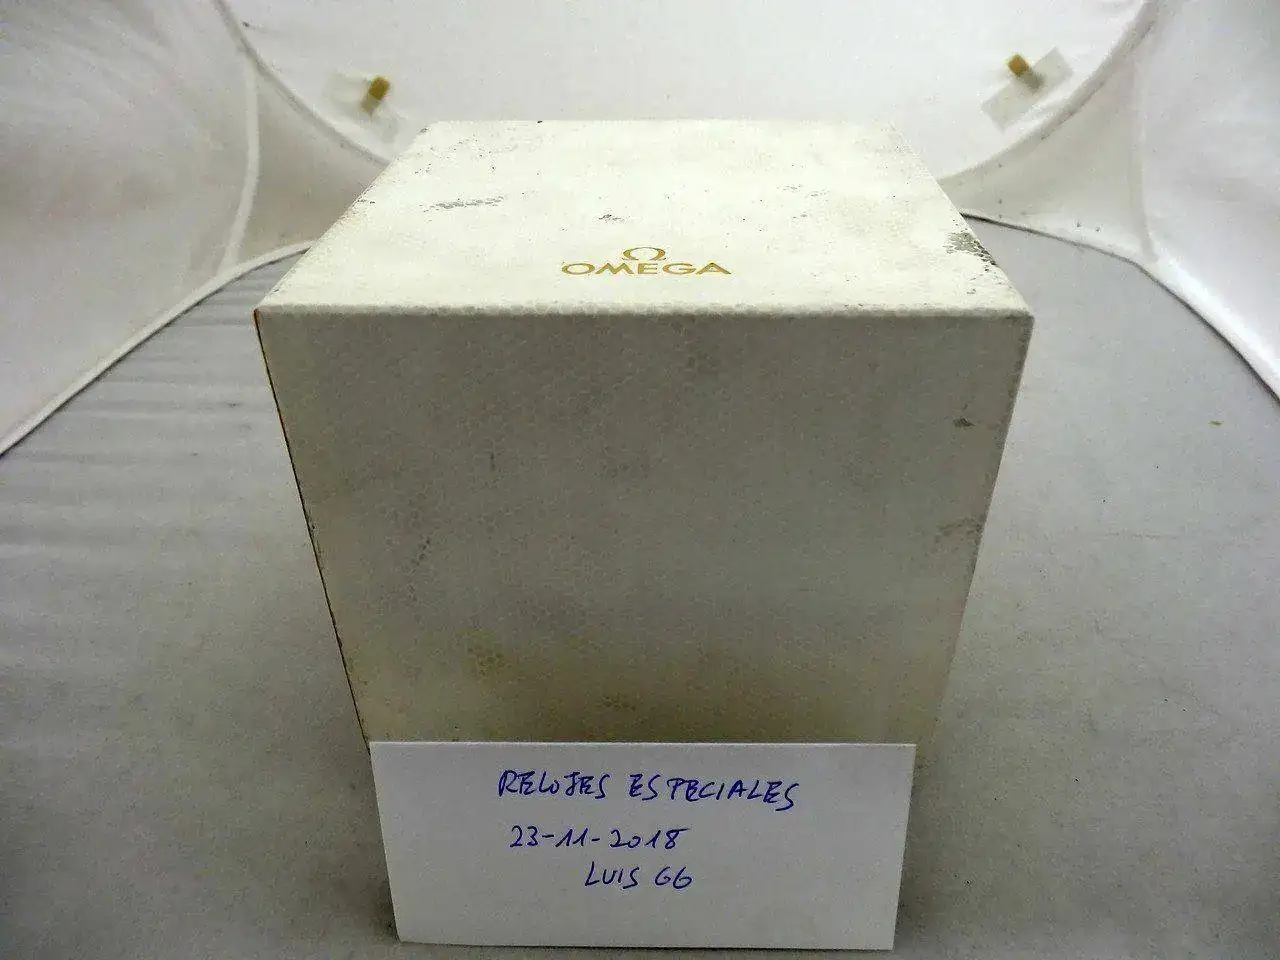 Ω
OMEGA
RELOJES ESPECIALES
23-11-2018
LUIS GG